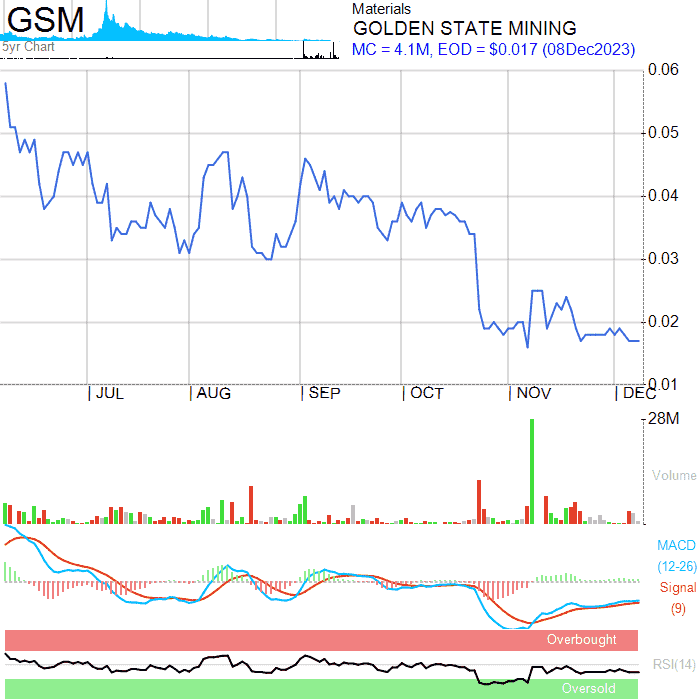 GSM
Materials
GOLDEN STATE MINING
MC = 4.1M, EOD = $0.017 (08Dec2023)
5yr Chart
0.06
0.05
0.04
0.03
0.02
0.01
JUL AUG SEP OCT NOV DEC
28M
Volume
MACD
(12-26)
Signal
(9)
Overbought
RSI(14)
Oversold